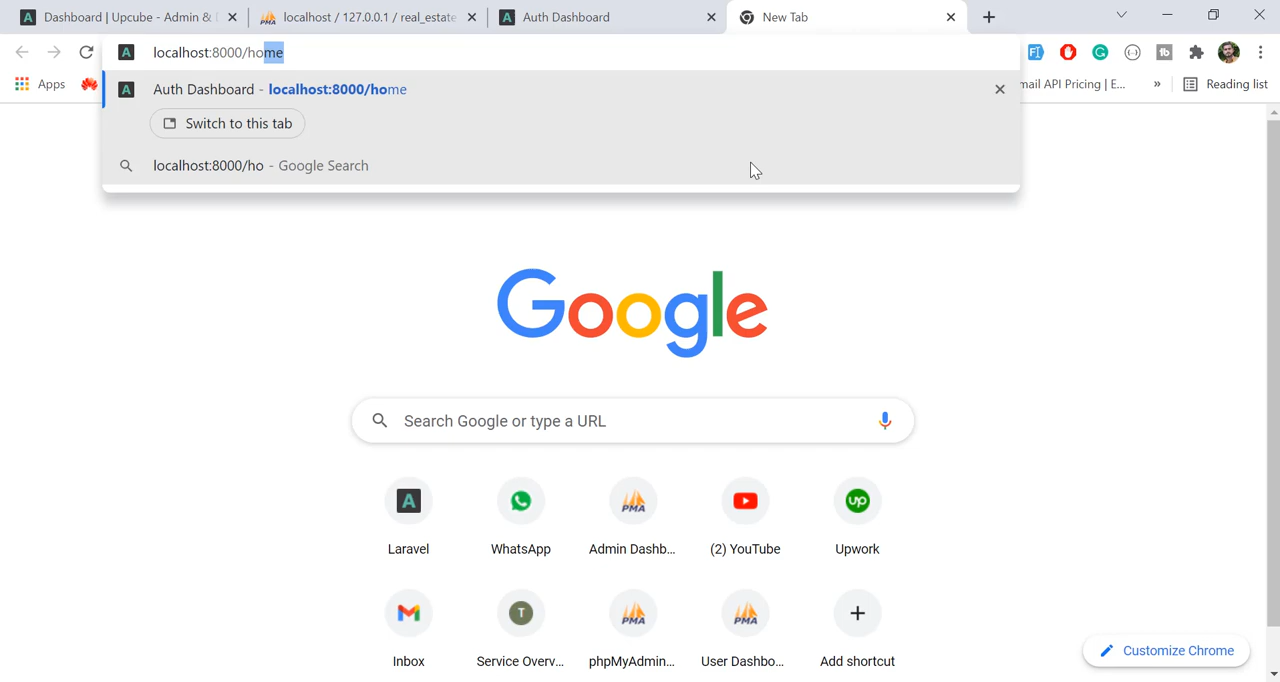 Dashboard | Upcube - Admin &
localhost / 127.0.0.1 / real_estate
Auth Dashboard
New Tab
localhost:8000/home
Apps
mail API Pricing | E...
»
Reading list
Auth Dashboard - localhost:8000/home
Switch to this tab
localhost:8000/ho - Google Search
Google
Search Google or type a URL
Laravel
WhatsApp
Admin Dashb...
(2) YouTube
Upwork
Inbox
Service Overv...
phpMyAdmin...
User Dashbo...
Add shortcut
Customize Chrome